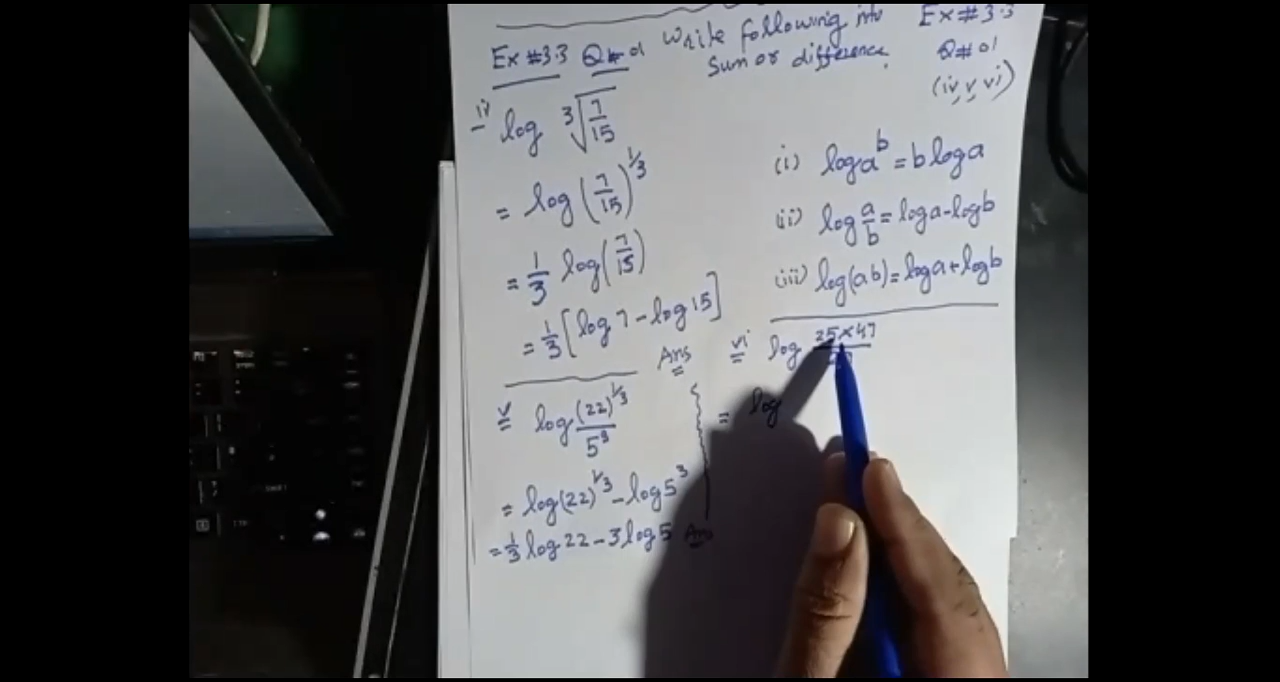 Ex #3.3 Q# 01 Write following into
Sum or difference.
Ex #3.3
Q# 01
(iv, v, vi)
iv log ∛(7/15)
= log (7/15)^1/3
= 1/3 log (7/15)
= 1/3 [log 7 - log 15]
Ans
(i) log a^b = b log a
(ii) log a/b = log a - log b
(iii) log(ab) = log a + log b
v log (22)^1/3 / 5^3
= log (22)^1/3 - log 5^3
= 1/3 log 22 - 3 log 5 Ans
vi log 25×47
= log